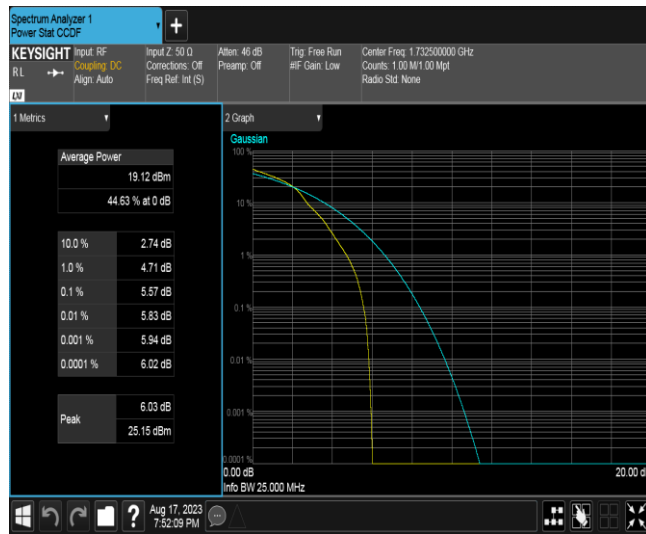 Spectrum Analyzer 1
Power Stat CCDF
KEYSIGHT
RL
LXI
Input: RF
Coupling: DC
Align: Auto
Input Z: 50 Ω
Corrections: Off
Freq Ref: Int (S)
Atten: 46 dB
Preamp: Off
Trig: Free Run
#IF Gain: Low
Center Freq: 1.732500000 GHz
Counts: 1.00 M/1.00 Mpt
Radio Std: None
1 Metrics
Average Power
19.12 dBm
44.63 % at 0 dB
10.0 % 2.74 dB
1.0 % 4.71 dB
0.1 % 5.57 dB
0.01 % 5.83 dB
0.001 % 5.94 dB
0.0001 % 6.02 dB
Peak
6.03 dB
25.15 dBm
2 Graph
Gaussian
100 %
10 %
1 %
0.1 %
0.01 %
0.001 %
0.0001 %
0.00 dB
20.00 d
Info BW 25.000 MHz
?
Aug 17, 2023
7:52:09 PM